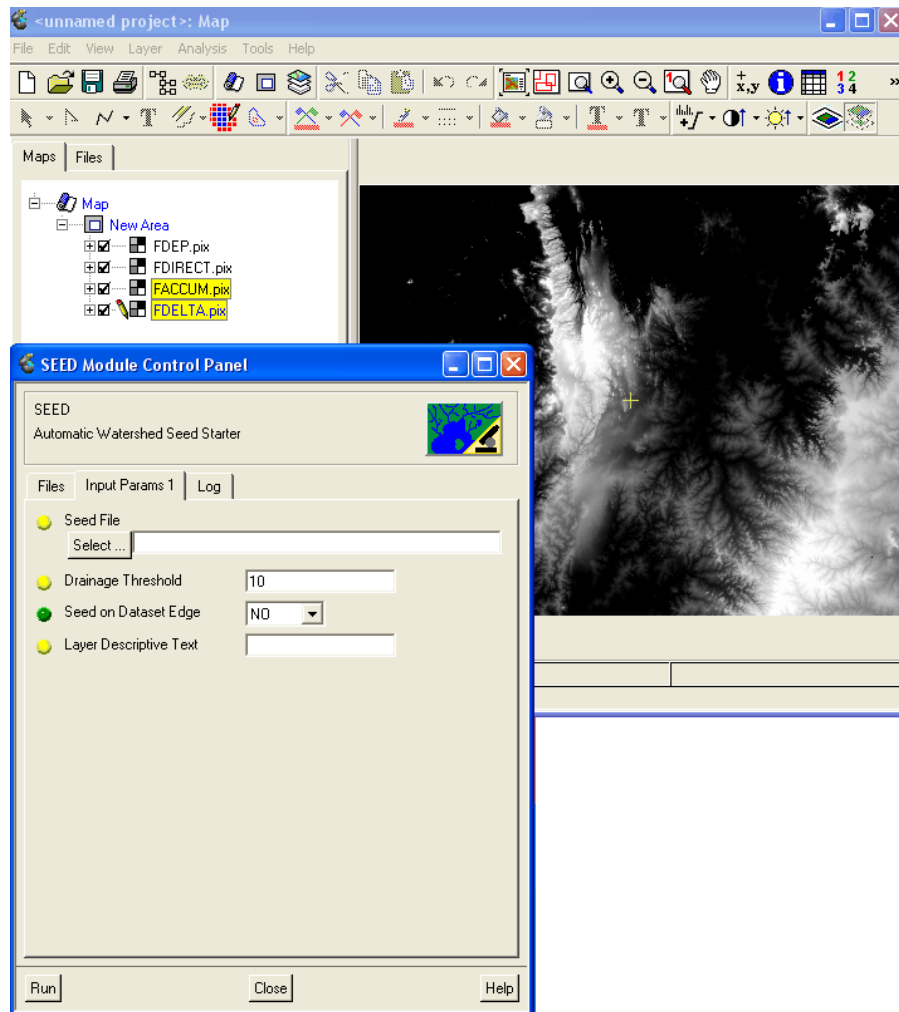 <unnamed project>: Map
File Edit View Layer Analysis Tools Help
x,y 1 2 3 4 »
Maps Files
Map
New Area
FDEP.pix
FDIRECT.pix
FACCUM.pix
FDELTA.pix
SEED Module Control Panel
SEED
Automatic Watershed Seed Starter
Files Input Params 1 Log
Seed File
Select ...
Drainage Threshold 10
Seed on Dataset Edge NO
Layer Descriptive Text
Run Close Help